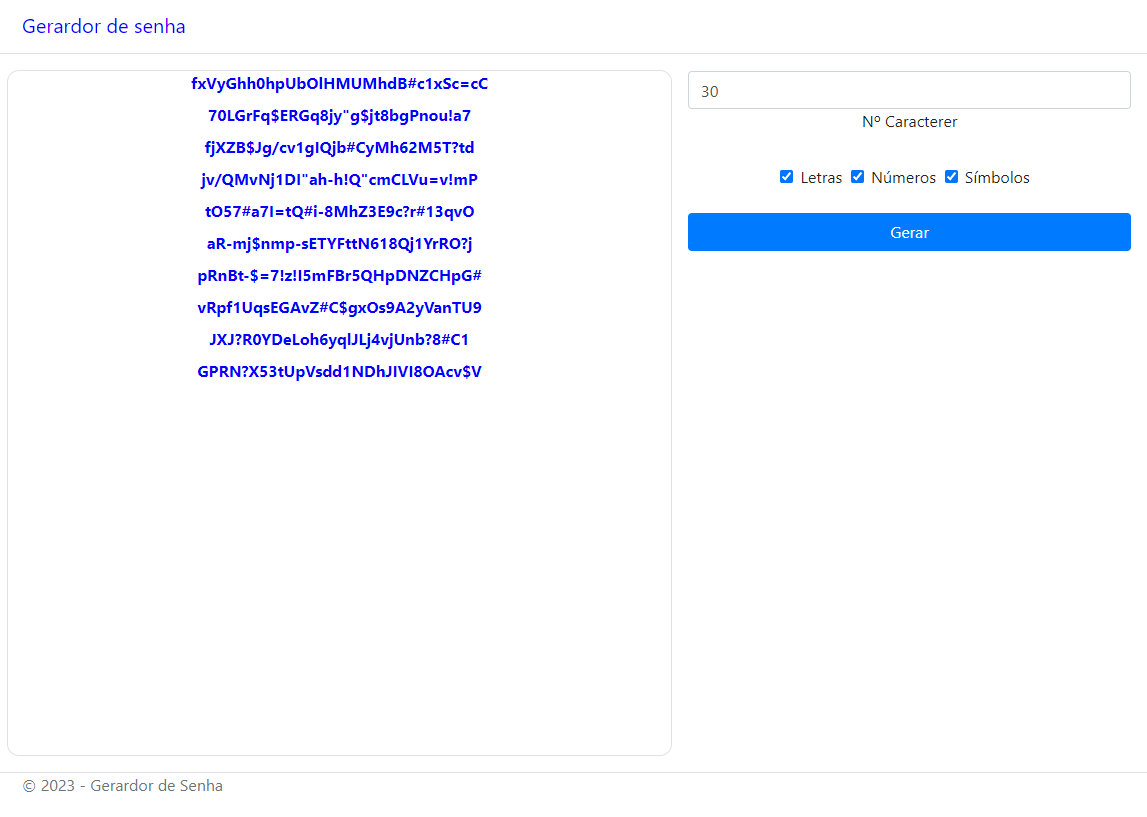 Gerardor de senha
fxVyGhh0hpUbOlHMUMhdB#c1xSc=cC
70LGrFq$ERGq8jy"g$jt8bgPnou!a7
fjXZB$Jg/cv1gIQjb#CyMh62M5T?td
jv/QMvNj1DI"ah-h!Q"cmCLVu=v!mP
tO57#a7I=tQ#i-8MhZ3E9c?r#13qvO
aR-mj$nmp-sETYFttN618Qj1YrRO?j
pRnBt-$=7!z!I5mFBr5QHpDNZCHpG#
vRpf1UqsEGAvZ#C$gxOs9A2yVanTU9
JXJ?R0YDeLoh6yqlJLj4vjUnb?8#C1
GPRN?X53tUpVsdd1NDhJIVI8OAcv$V
30
Nº Caracterer
Letras Números Símbolos
Gerar
© 2023 - Gerardor de Senha